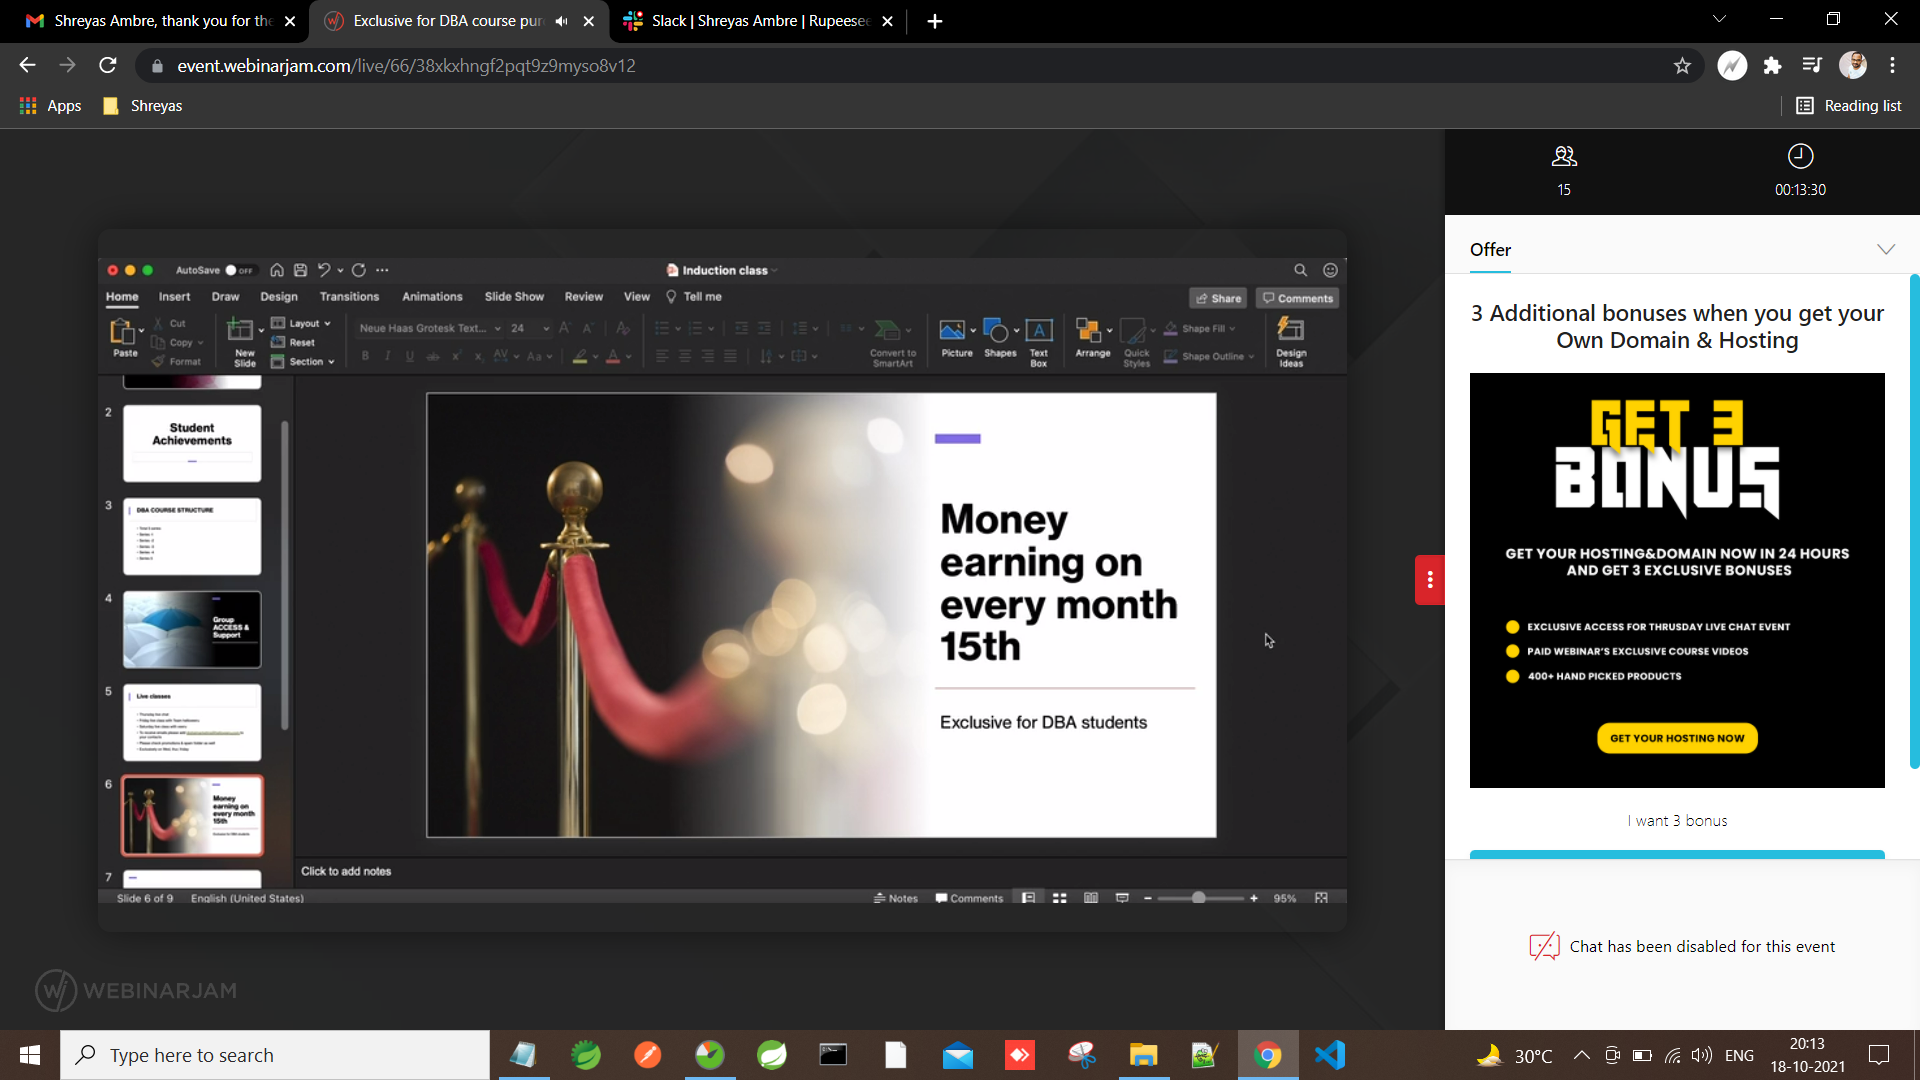 Shreyas Ambre, thank you for the
Exclusive for DBA course pur
Slack | Shreyas Ambre | Rupeesee
event.webinarjam.com/live/66/38xkxhngf2pqt9z9myso8v12
Apps
Shreyas
Reading list
15
00:13:30
AutoSave OFF
Induction class
Home Insert Draw Design Transitions Animations Slide Show Review View Tell me
Share
Comments
Paste
Cut
Copy
Format
New
Slide
Layout
Reset
Section
Neue Haas Grotesk Text...
24
Convert to
SmartArt
Picture
Shapes
Text
Box
Arrange
Quick
Styles
Shape Fill
Shape Outline
Design
Ideas
2
Student
Achievements
3
DBA COURSE STRUCTURE
4
Group
ACCESS &
Support
5
Live classes
6
Money
earning on
every month
15th
Exclusive for DBA students
7
Money
earning on
every month
15th
Exclusive for DBA students
Click to add notes
Slide 6 of 9 English (United States)
Notes
Comments
95%
WEBINARJAM
Offer
3 Additional bonuses when you get your
Own Domain & Hosting
GET 3
BONUS
GET YOUR HOSTING&DOMAIN NOW IN 24 HOURS
AND GET 3 EXCLUSIVE BONUSES
EXCLUSIVE ACCESS FOR THRUSDAY LIVE CHAT EVENT
PAID WEBINAR'S EXCLUSIVE COURSE VIDEOS
400+ HAND PICKED PRODUCTS
GET YOUR HOSTING NOW
I want 3 bonus
Chat has been disabled for this event
Type here to search
30°C
ENG
20:13
18-10-2021